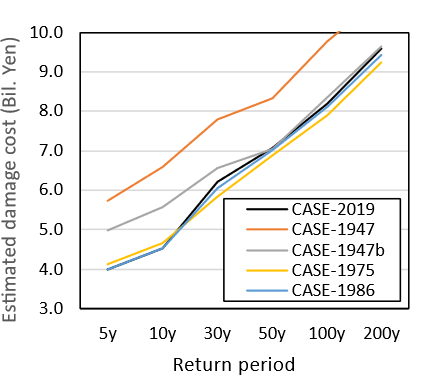 Estimated damage cost (Bil. Yen)
10.0
9.0
8.0
7.0
6.0
5.0
4.0
3.0
CASE-2019
CASE-1947
CASE-1947b
CASE-1975
CASE-1986
5y 10y 30y 50y 100y 200y
Return period